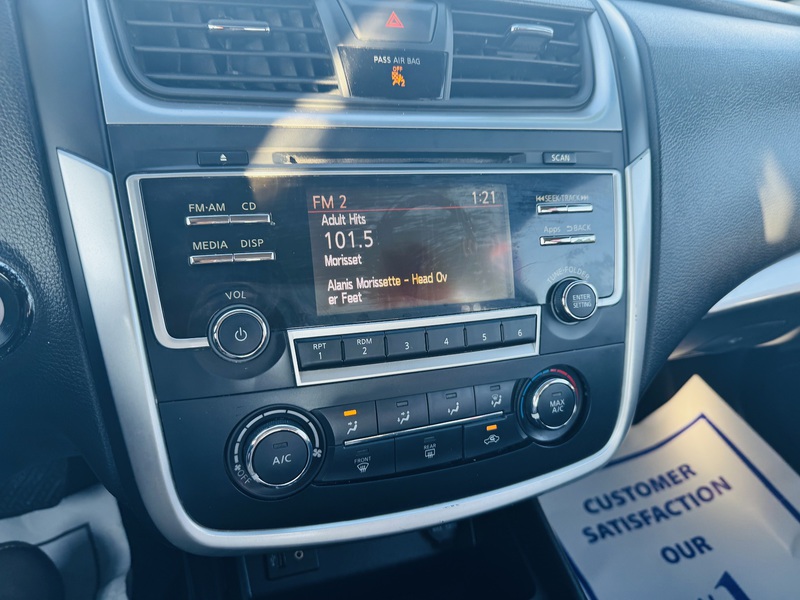 PASS AIR BAG
OFF
2
SCAN
FM·AM CD
MEDIA DISP
VOL
FM 2 1:21
Adult Hits
101.5
Morisset
Alanis Morissette - Head Ov
er Feet
SEEK·TRACK
Apps BACK
TUNE·FOLDER
ENTER
SETTING
RPT
1
RDM
2
3
4
5
6
A/C
OFF
FRONT
REAR
MAX
A/C
CUSTOMER
SATISFACTION
OUR
1